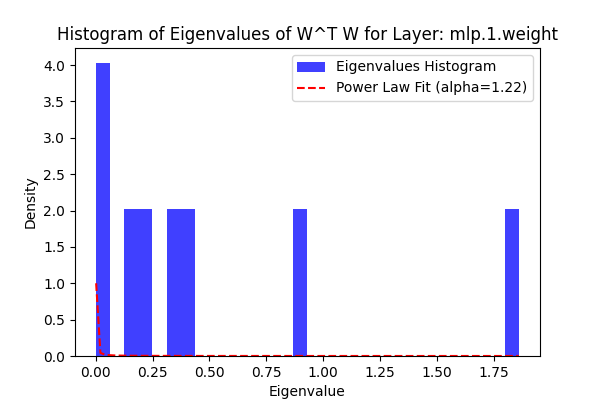 Histogram of Eigenvalues of W^T W for Layer: mlp.1.weight
Eigenvalues Histogram
Power Law Fit (alpha=1.22)
Density
4.0
3.5
3.0
2.5
2.0
1.5
1.0
0.5
0.0
0.00 0.25 0.50 0.75 1.00 1.25 1.50 1.75
Eigenvalue